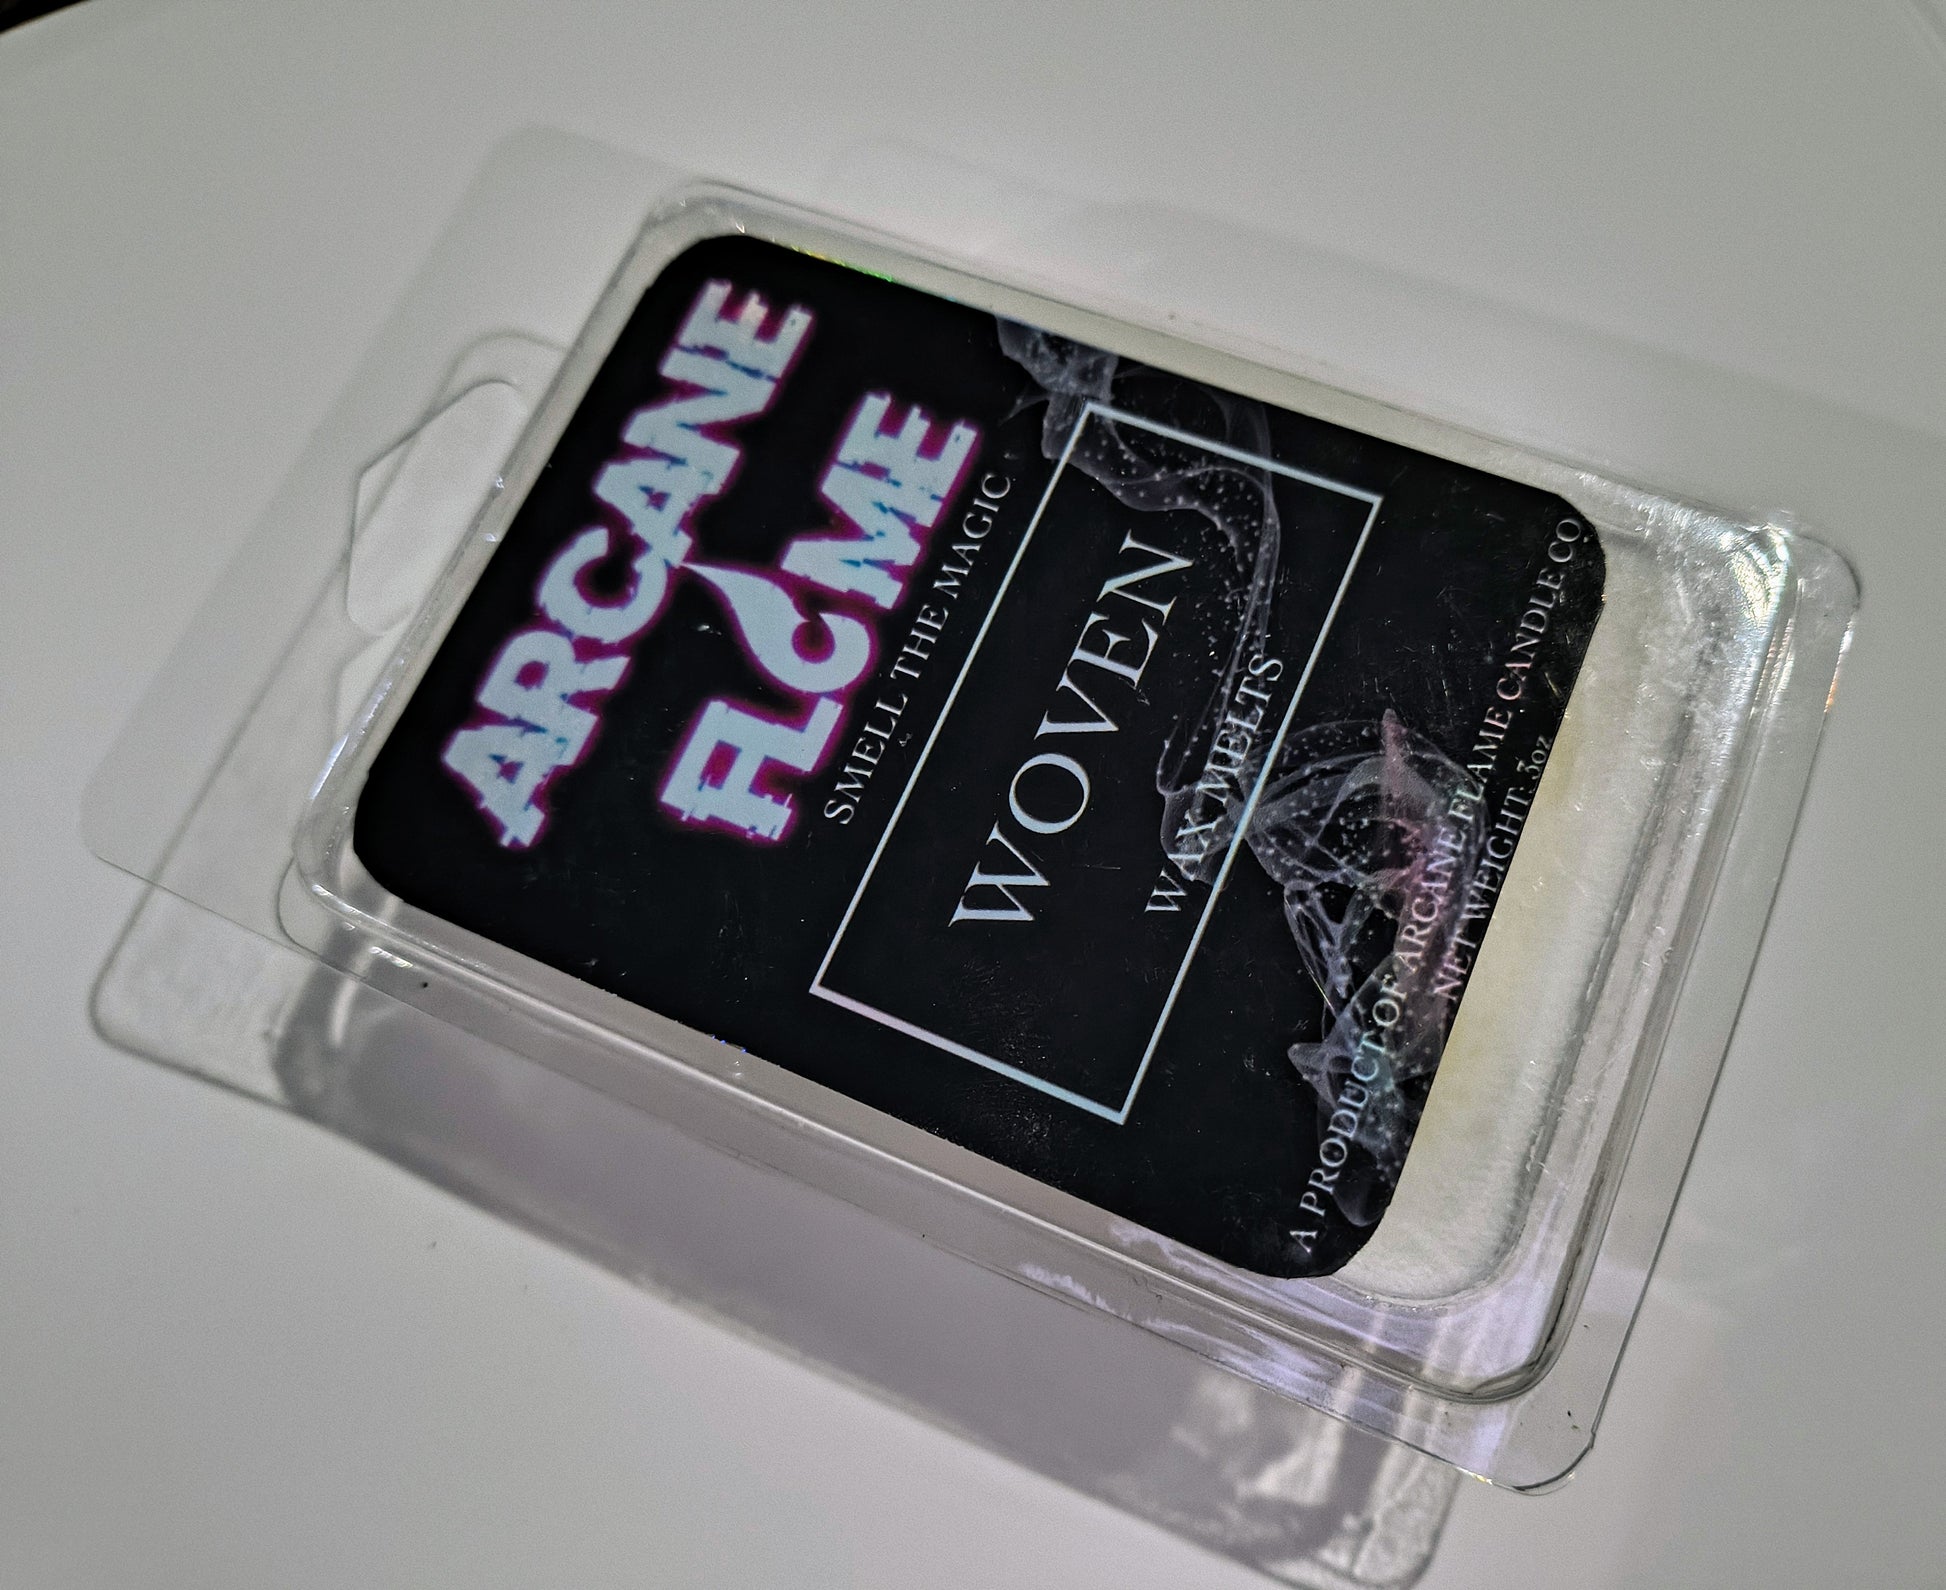 ARCANE
FLAME
SMELL THE MAGIC
WOVEN
WAX MELTS
A PRODUCT OF ARCANE FLAME CANDLE CO
NET WEIGHT: 3oz